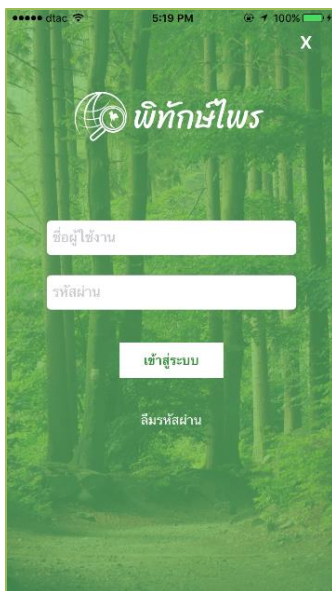 dtac 5:19 PM 100%
X
พิทักษ์ไพร
ชื่อผู้ใช้งาน
รหัสผ่าน
เข้าสู่ระบบ
ลืมรหัสผ่าน